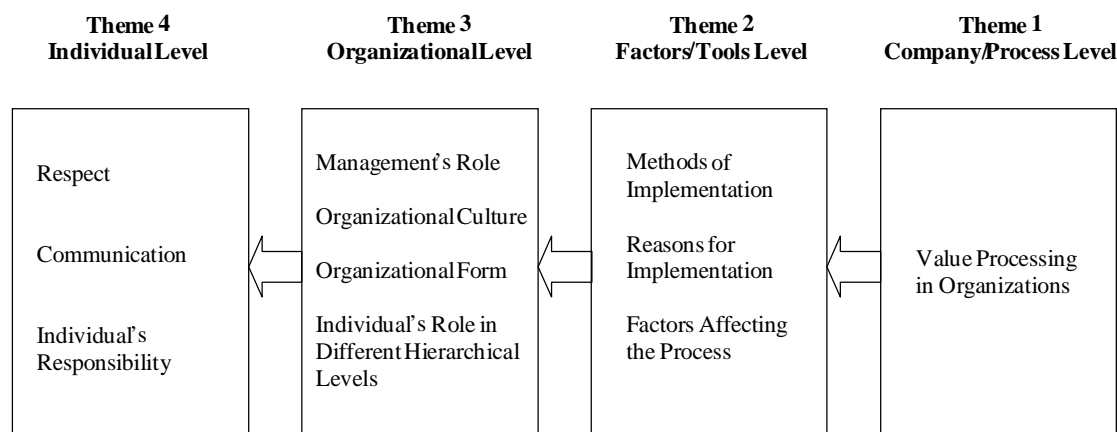 Theme 4
Individual Level
Theme 3
Organizational Level
Theme 2
Factors/Tools Level
Theme 1
Company/Process Level
Respect
Communication
Individual's
Responsibility
Management's Role
Organizational Culture
Organizational Form
Individual's Role in
Different Hierarchical
Levels
Methods of
Implementation
Reasons for
Implementation
Factors Affecting
the Process
Value Processing
in Organizations